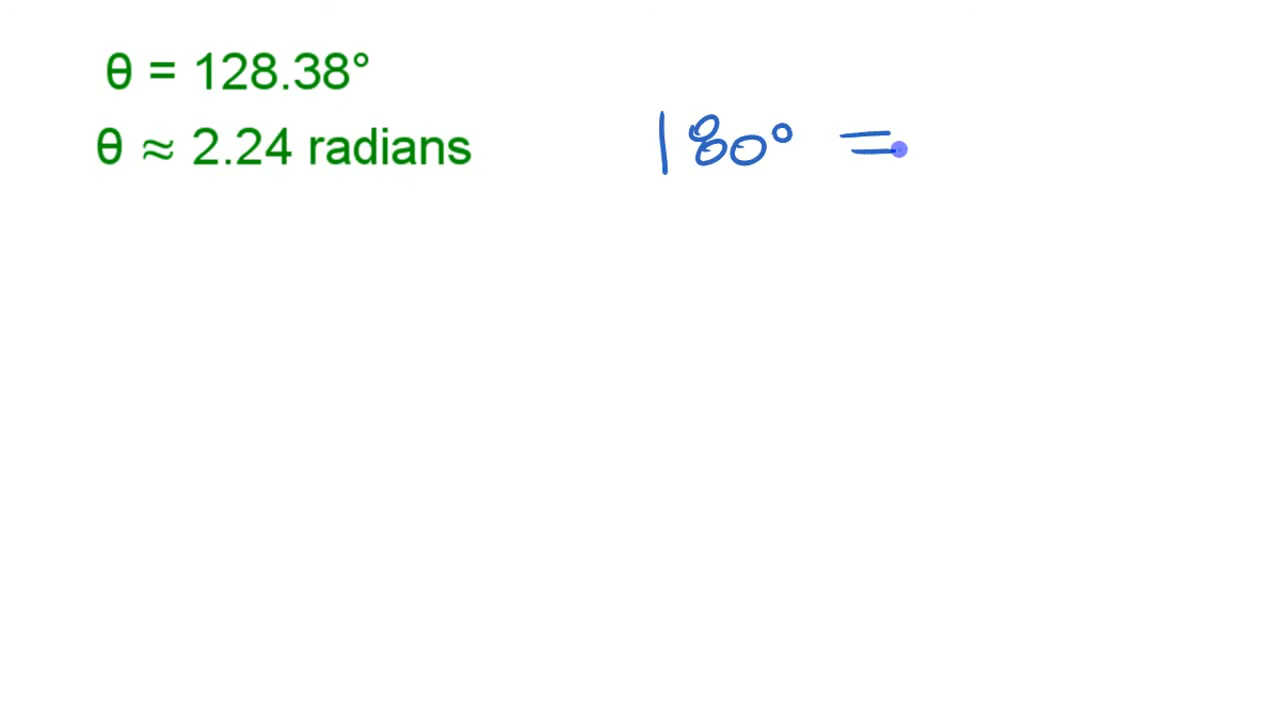 θ = 128.38°
θ ≈ 2.24 radians
180° =